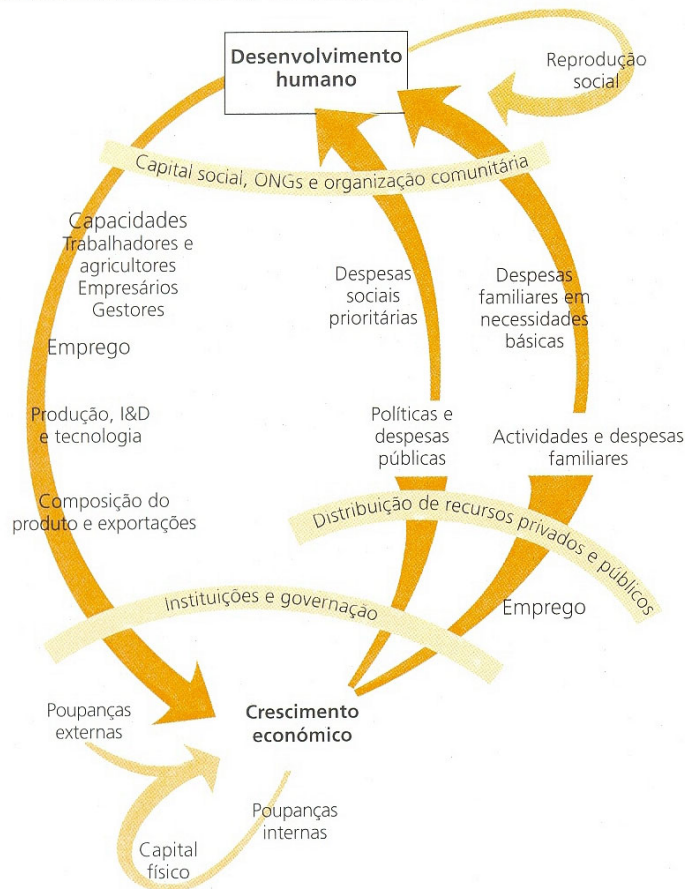 Desenvolvimento
humano
Reprodução
social
Capital social, ONGs e organização comunitária
Capacidades
Trabalhadores e
agricultores
Empresários
Gestores
Despesas
sociais
prioritárias
Despesas
familiares em
necessidades
básicas
Emprego
Produção, I&D
e tecnologia
Políticas e
despesas
públicas
Actividades e despesas
familiares
Composição do
produto e exportações
Distribuição de recursos privados e públicos
Instituições e governação
Emprego
Poupanças
externas
Crescimento
económico
Poupanças
internas
Capital
físico